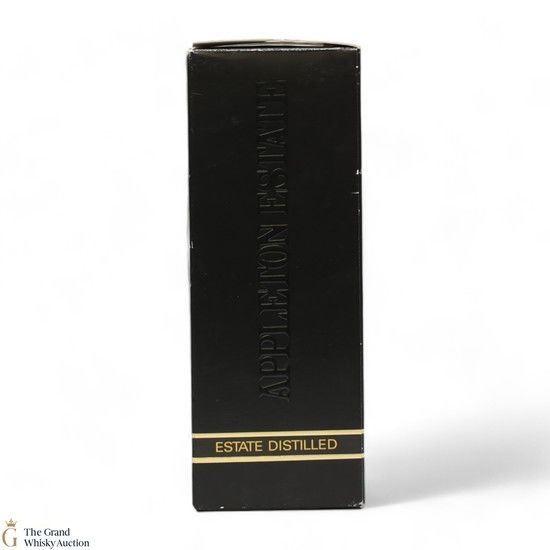 APPLETON ESTATE
ESTATE DISTILLED
G
The Grand
Whisky Auction